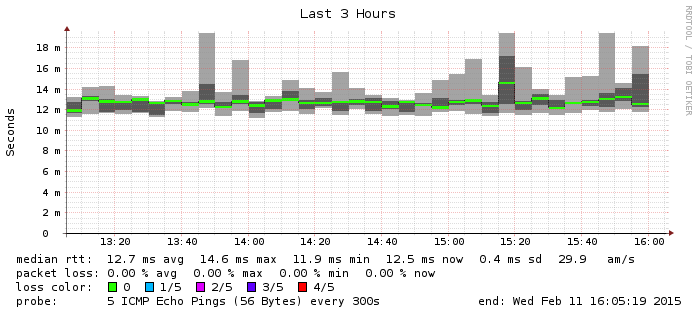 Last 3 Hours
RRDTOOL / TOBI OETIKER
Seconds
18 m
16 m
14 m
12 m
10 m
8 m
6 m
4 m
2 m
0
13:20 13:40 14:00 14:20 14:40 15:00 15:20 15:40 16:00
median rtt: 12.7 ms avg 14.6 ms max 11.9 ms min 12.5 ms now 0.4 ms sd 29.9 am/s
packet loss: 0.00 % avg 0.00 % max 0.00 % min 0.00 % now
loss color: 0 1/5 2/5 3/5 4/5
probe: 5 ICMP Echo Pings (56 Bytes) every 300s end: Wed Feb 11 16:05:19 2015